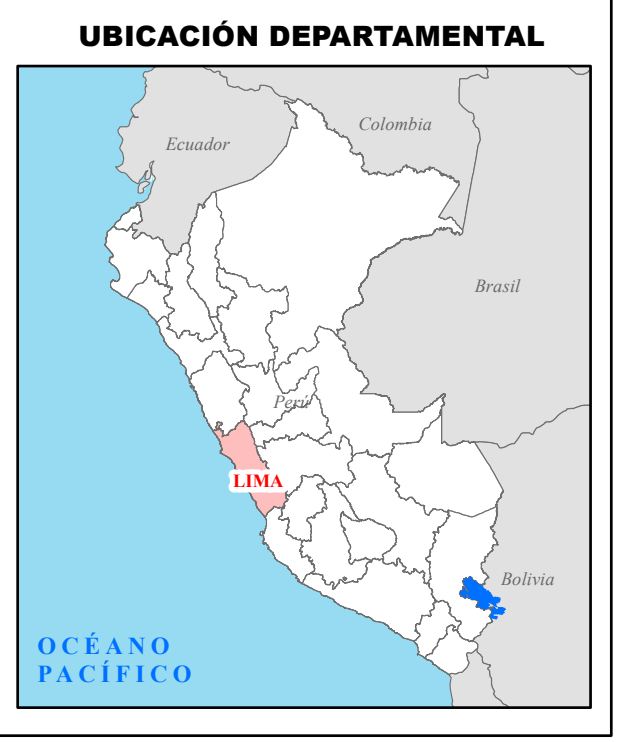 UBICACIÓN DEPARTAMENTAL
Colombia
Ecuador
Brasil
Perú
LIMA
Bolivia
OCÉANO
PACÍFICO